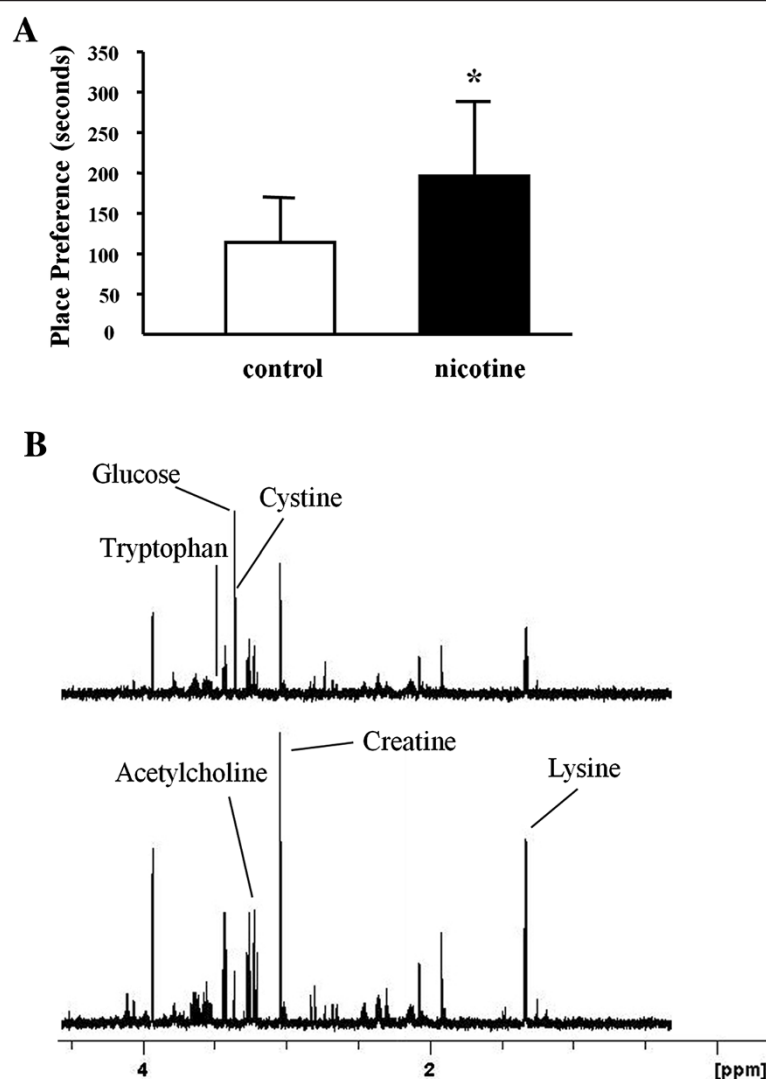 A
Place Preference (seconds)
350
300
250
200
150
100
50
0
*
control nicotine
B
Glucose
Cystine
Tryptophan
Creatine
Acetylcholine
Lysine
4 2 [ppm]